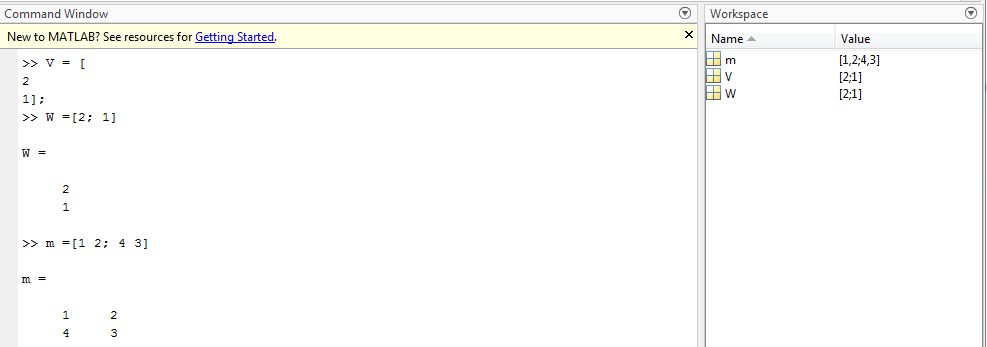 Command Window
New to MATLAB? See resources for Getting Started.
>> V = [
2
1];
>> W =[2; 1]
W =
2
1
>> m =[1 2; 4 3]
m =
1 2
4 3
Workspace
Name Value
m [1,2;4,3]
V [2;1]
W [2;1]